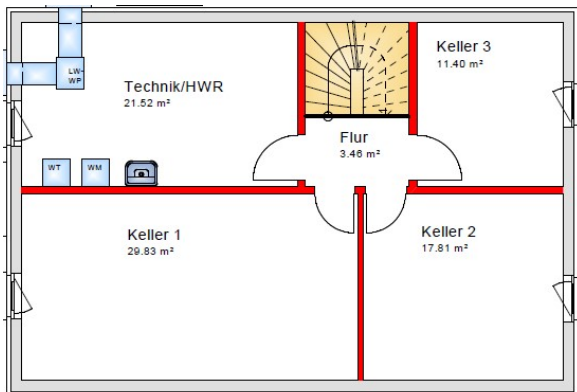 LW-
WP
Technik/HWR
21.52 m²
Keller 3
11.40 m²
Flur
3.46 m²
WT
WM
Keller 1
29.83 m²
Keller 2
17.81 m²